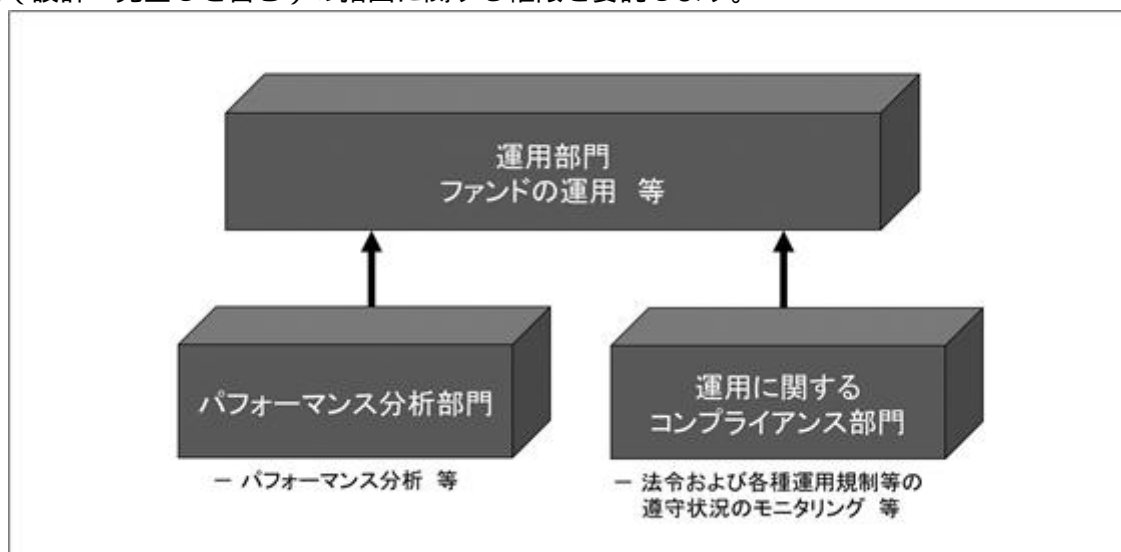 運用部門
ファンドの運用 等
パフォーマンス分析部門
運用に関する
コンプライアンス部門
－ パフォーマンス分析 等
－ 法令および各種運用規制等の
遵守状況のモニタリング 等